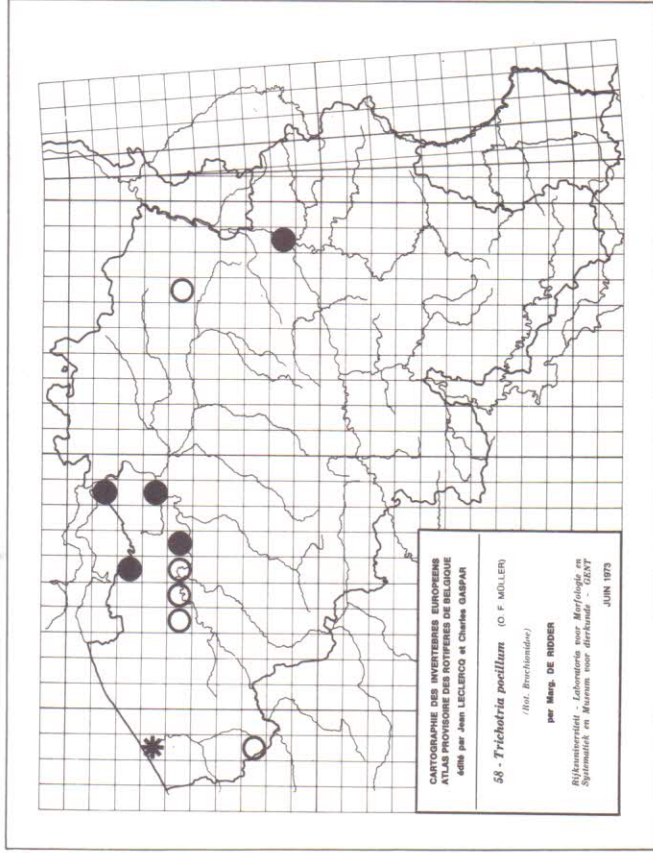 CARTOGRAPHIE DES INVERTEBRES EUROPEENS
ATLAS PROVISOIRE DES ROTIFERES DE BELGIQUE
édité par Jean LECLERCQ et Charles GASPAR
58 - Trichotria pocillum (O. F. MÜLLER)
(Rot. Brachionidae)
par Marg. DE RIDDER
Rijksuniversiteit - Laboratoria voor Morfologie en
Systematiek en Museum voor dierkunde - GENT
JUIN 1973